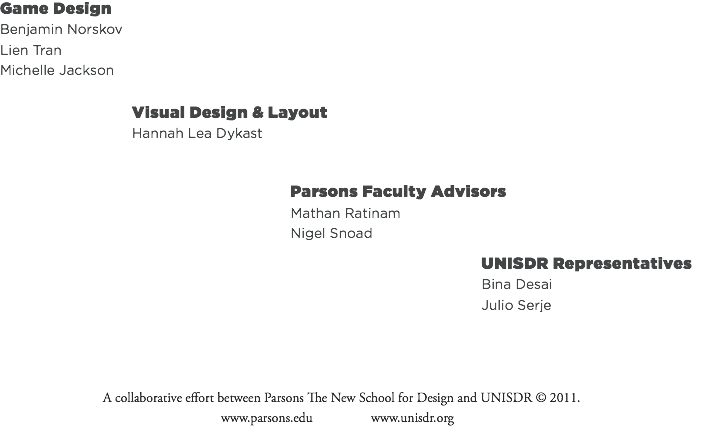 Game Design
Benjamin Norskov
Lien Tran
Michelle Jackson
Visual Design & Layout
Hannah Lea Dykast
Parsons Faculty Advisors
Mathan Ratinam
Nigel Snoad
UNISDR Representatives
Bina Desai
Julio Serje
A collaborative effort between Parsons The New School for Design and UNISDR © 2011.
www.parsons.edu www.unisdr.org